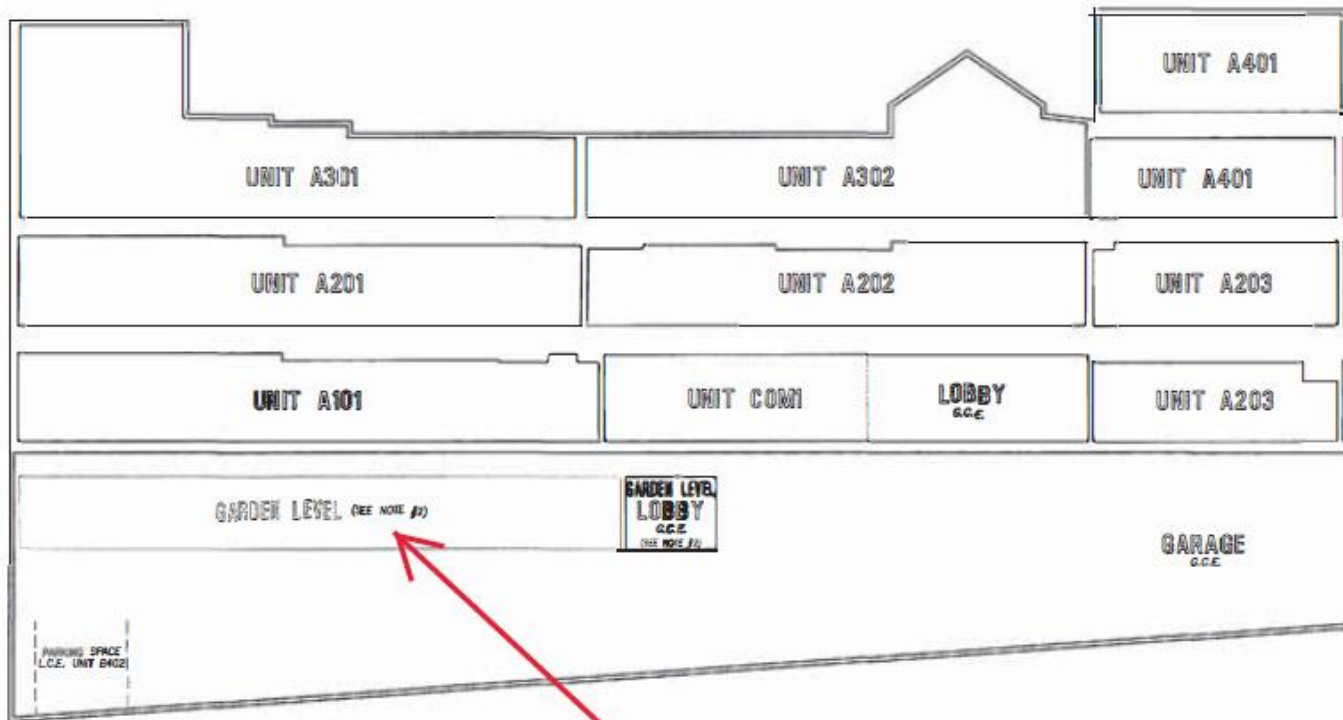 UNIT A401
UNIT A301
UNIT A302
UNIT A401
UNIT A201
UNIT A202
UNIT A203
UNIT A101
UNIT COM1
LOBBY
G.C.E.
UNIT A203
GARDEN LEVEL (SEE NOTE #2)
GARDEN LEVEL
LOBBY
G.C.E.
(SEE NOTE #2)
GARAGE
G.C.E.
PARKING SPACE
L.C.E. UNIT B402